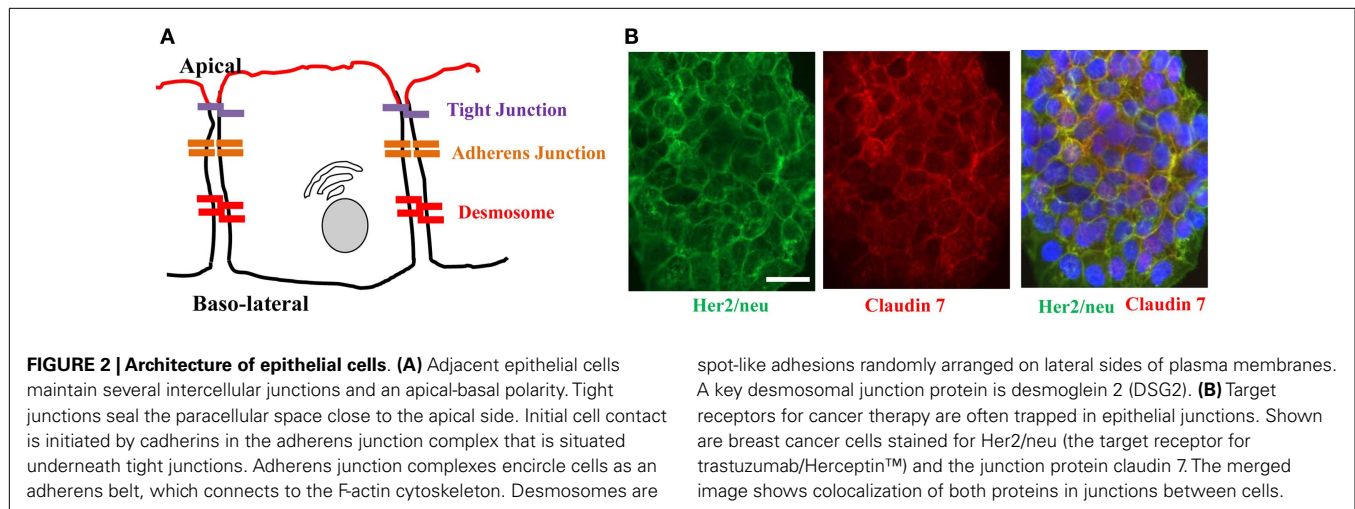 A
Apical
Tight Junction
Adherens Junction
Desmosome
Baso-lateral
B
Her2/neu
Claudin 7
Her2/neu Claudin 7
FIGURE 2 | Architecture of epithelial cells. (A) Adjacent epithelial cells
maintain several intercellular junctions and an apical-basal polarity. Tight
junctions seal the paracellular space close to the apical side. Initial cell contact
is initiated by cadherins in the adherens junction complex that is situated
underneath tight junctions. Adherens junction complexes encircle cells as an
adherens belt, which connects to the F-actin cytoskeleton. Desmosomes are
spot-like adhesions randomly arranged on lateral sides of plasma membranes.
A key desmosomal junction protein is desmoglein 2 (DSG2). (B) Target
receptors for cancer therapy are often trapped in epithelial junctions. Shown
are breast cancer cells stained for Her2/neu (the target receptor for
trastuzumab/Herceptin™) and the junction protein claudin 7. The merged
image shows colocalization of both proteins in junctions between cells.